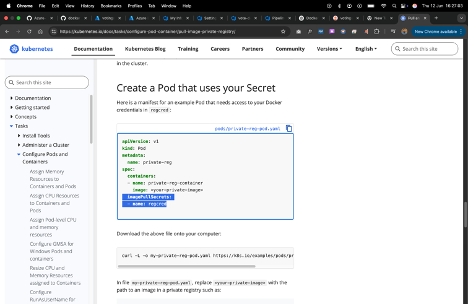 Chrome File Edit View History Bookmarks Profiles Tab Window Help
Thu 12 Jun 16:27:03
https://kubernetes.io/docs/tasks/configure-pod-container/pull-image-private-registry/
New Chrome available
kubernetes
Documentation Kubernetes Blog Training Careers Partners Community Versions English
Search this site
Search this site
Documentation
Getting started
Concepts
Tasks
Install Tools
Administer a Cluster
Configure Pods and
Containers
Assign Memory
Resources to
Containers and Pods
Assign CPU Resources
to Containers and
Pods
Assign Pod-level CPU
and memory
resources
Configure GMSA for
Windows Pods and
containers
Resize CPU and
Memory Resources
assigned to Containers
Configure
RunAsUserName for
in the cluster.
Create a Pod that uses your Secret
Here is a manifest for an example Pod that needs access to your Docker
credentials in regcred:
pods/private-reg-pod.yaml
apiVersion: v1
kind: Pod
metadata:
name: private-reg
spec:
containers:
- name: private-reg-container
image: <your-private-image>
imagePullSecrets:
- name: regcred
Download the above file onto your computer:
curl -L -o my-private-reg-pod.yaml https://k8s.io/examples/pods/pr
In file my-private-reg-pod.yaml, replace <your-private-image> with the
path to an image in a private registry such as: